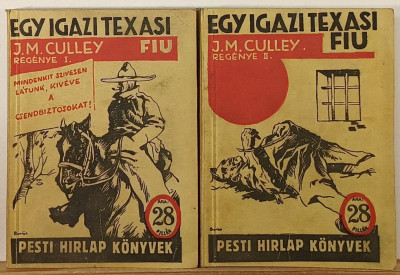 EGY IGAZI TEXASI
FIU
J.M. CULLEY
REGÉNYE I.
MINDENKIT SZIVESEN
LÁTUNK, KIVÉVE
A
CSENDBIZTOSOKAT!
ÁRA
28
FILLÉR
PESTI HIRLAP KÖNYVEK
EGY IGAZI TEXASI
FIU
J.M. CULLEY.
REGÉNYE II.
ÁRA
28
FILLÉR
PESTI HIRLAP KÖNYVEK